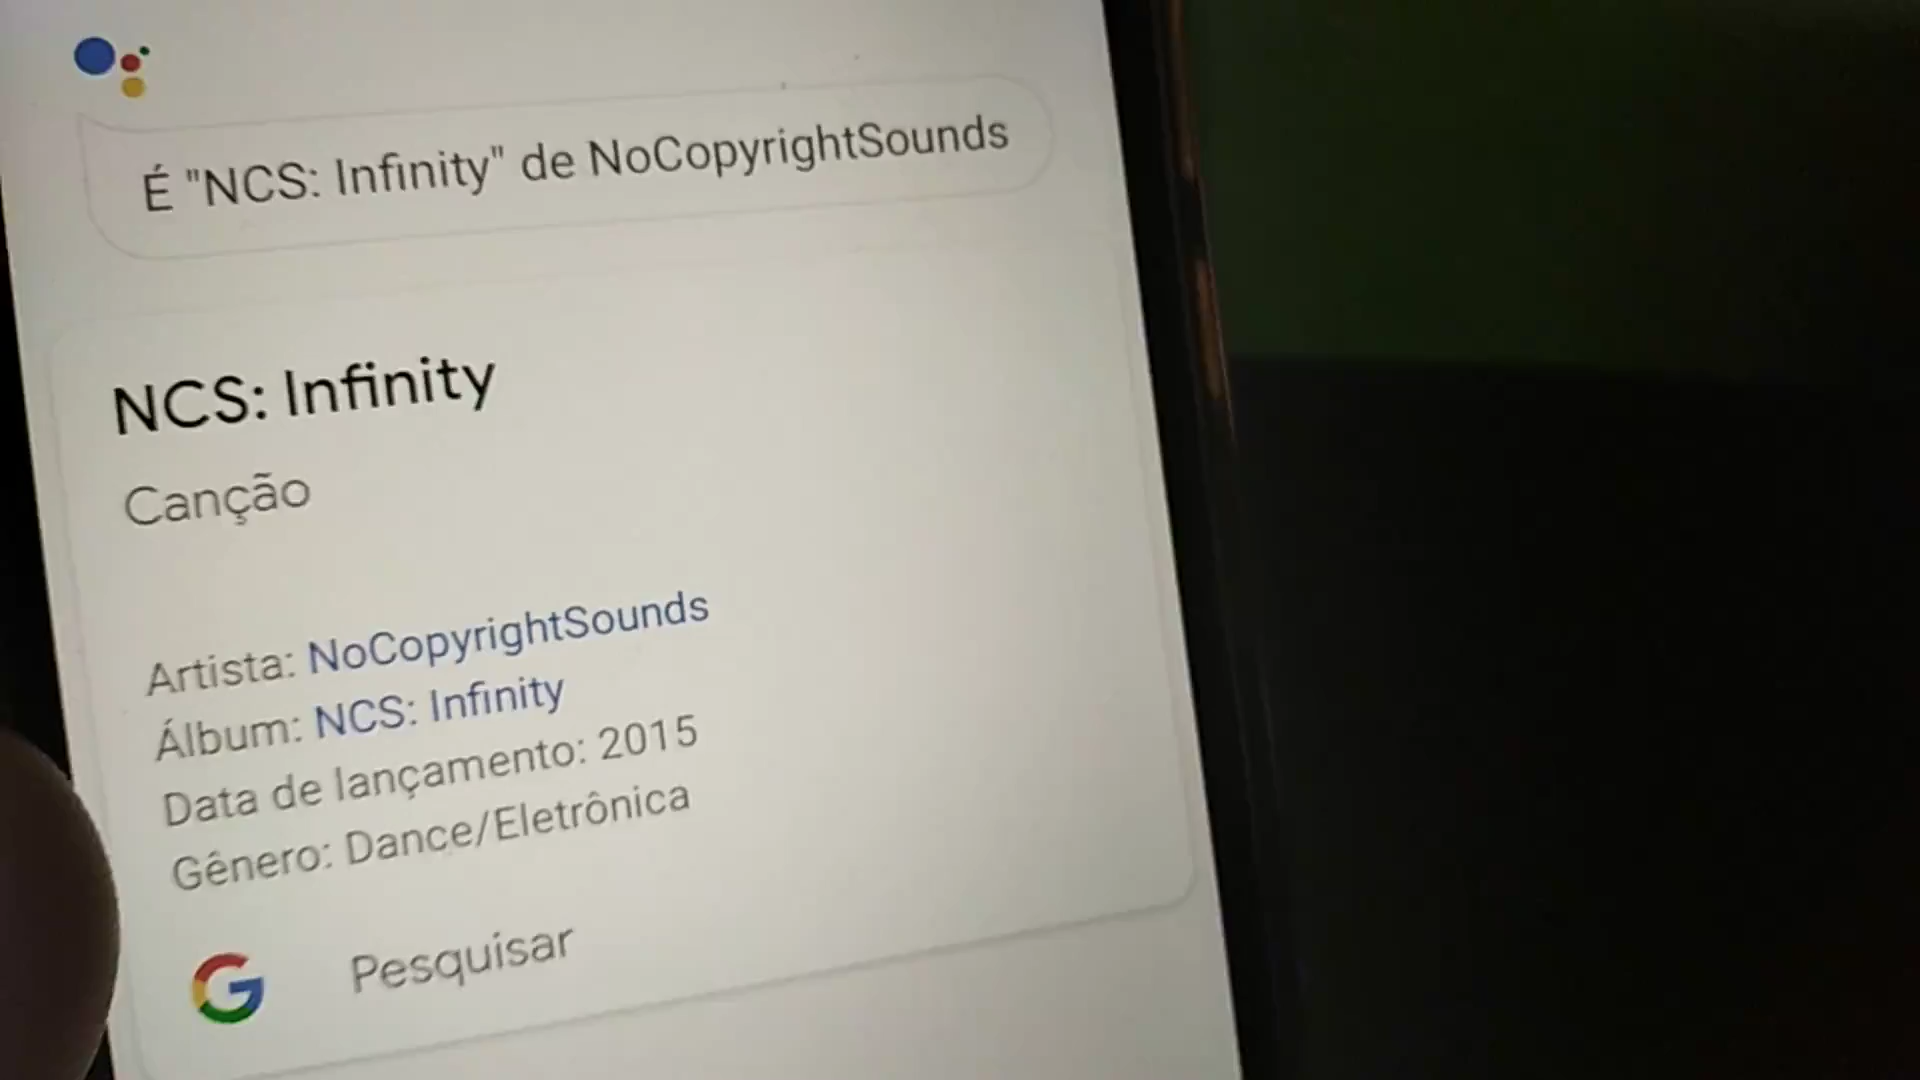 É "NCS: Infinity" de NoCopyrightSounds
NCS: Infinity
Canção
Artista: NoCopyrightSounds
Álbum: NCS: Infinity
Data de lançamento: 2015
Gênero: Dance/Eletrônica
G Pesquisar